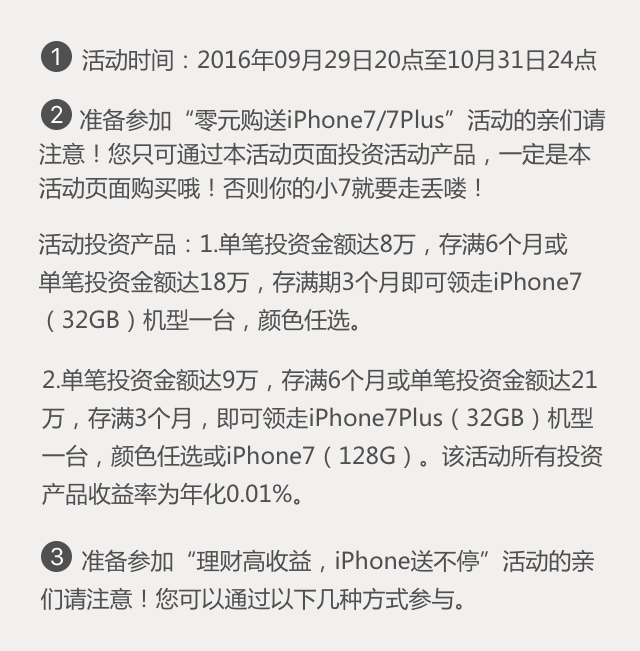 1 活动时间：2016年09月29日20点至10月31日24点
2 准备参加“零元购送iPhone7/7Plus”活动的亲们请
注意！您只可通过本活动页面投资活动产品，一定是本
活动页面购买哦！否则你的小7就要走丢喽！
活动投资产品：1.单笔投资金额达8万，存满6个月或
单笔投资金额达18万，存满期3个月即可领走iPhone7
（32GB）机型一台，颜色任选。
2.单笔投资金额达9万，存满6个月或单笔投资金额达21
万，存满3个月，即可领走iPhone7Plus（32GB）机型
一台，颜色任选或iPhone7（128G）。该活动所有投资
产品收益率为年化0.01%。
3 准备参加“理财高收益，iPhone送不停”活动的亲
们请注意！您可以通过以下几种方式参与。